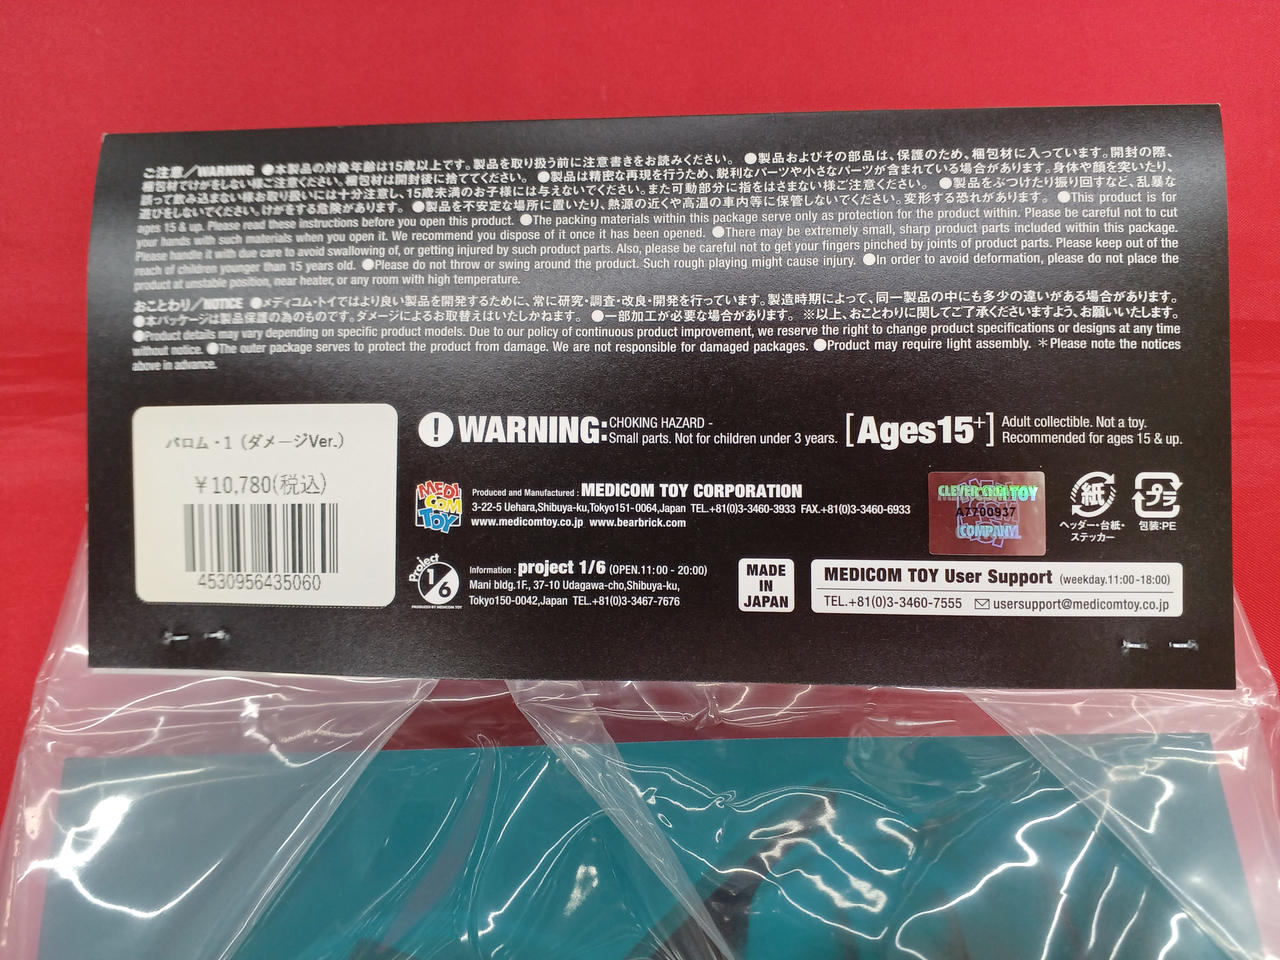 ご注意／WARNING ●本製品の対象年齢は15歳以上です。製品を取り扱う前に注意書きをお読みください。 ●製品およびその部品は、保護のため、梱包材に入っています。開封の際、
梱包材でけがをしない様ご注意ください。梱包材は開封後に捨ててください。 ●製品は精密な再現を行うため、鋭利なパーツや小さなパーツが含まれている場合があります。身体や顔を突いたり、
誤って飲み込まない様お取り扱いには十分注意し、15歳未満のお子様には与えないでください。また可動部分に指をはさまない様ご注意ください。 ●製品をぶつけたり振り回すなど、乱暴な
遊びをしないでください。けがをする危険があります。 ●製品を不安定な場所に置いたり、熱源の近くや高温の車内等に保管しないでください。変形する恐れがあります。 ●This product is for
ages 15 & up. Please read these instructions before you open this product. ●The packing materials within this package serve only as protection for the product within. Please be careful not to cut
your hands with such materials when you open it. We recommend you dispose of it once it has been opened. ●There may be extremely small, sharp product parts included within this package.
Please handle it with due care to avoid swallowing of, or getting injured by such product parts. Also, please be careful not to get your fingers pinched by joints of product parts. Please keep out of the
reach of children younger than 15 years old. ●Please do not throw or swing around the product. Such rough playing might cause injury. ●In order to avoid deformation, please do not place the
product at unstable position, near heater, or any room with high temperature.
おことわり／NOTICE ●メディコム・トイではより良い製品を開発するために、常に研究・調査・改良・開発を行っています。製造時期によって、同一製品の中にも多少の違いがある場合があります。
●本パッケージは製品保護の為のものです。ダメージによるお取替えはいたしかねます。 ●一部加工が必要な場合があります。 ※以上、おことわりに関してご了承くださいますよう、お願いいたします。
●Product details may vary depending on specific product models. Due to our policy of continuous product improvement, we reserve the right to change product specifications or designs at any time
without notice. ●The outer package serves to protect the product from damage. We are not responsible for damaged packages. ●Product may require light assembly. ＊Please note the notices
above in advance.
バロム・1（ダメージVer.）
￥10,780(税込)
4530956435060
WARNING: CHOKING HAZARD -
Small parts. Not for children under 3 years.
[Ages15+]
Adult collectible. Not a toy.
Recommended for ages 15 & up.
MEDI
COM
TOY
Produced and Manufactured : MEDICOM TOY CORPORATION
3-22-5 Uehara,Shibuya-ku,Tokyo151-0064,Japan TEL.+81(0)3-3460-3933 FAX.+81(0)3-6933
www.medicomtoy.co.jp www.bearbrick.com
A7700937
COMPANY
紙
ヘッダー・台紙・
ステッカー
プラ
包装:PE
Project
1/6
PRODUCED BY MEDICOM TOY
Information : project 1/6 (OPEN.11:00 - 20:00)
Mani bldg.1F, 37-10 Udagawa-cho,Shibuya-ku,
Tokyo150-0042,Japan TEL.+81(0)3-3467-7676
MADE
IN
JAPAN
MEDICOM TOY User Support (weekday.11:00-18:00)
TEL.+81(0)3-3460-7555 usersupport@medicomtoy.co.jp